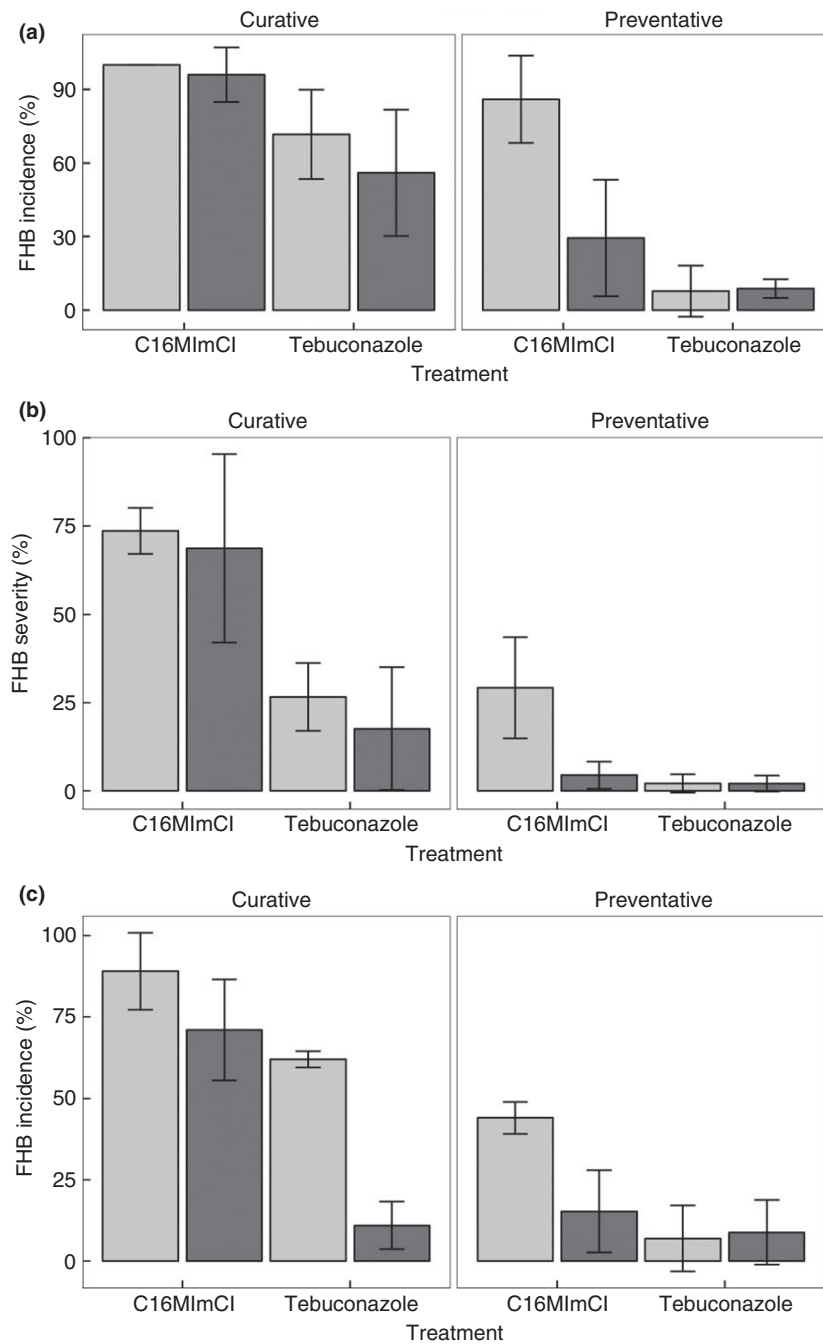 (a)
Curative
Preventative
FHB incidence (%)
90
60
30
0
C16MImCl
Tebuconazole
C16MImCl
Tebuconazole
Treatment
(b)
Curative
Preventative
FHB severity (%)
100
75
50
25
0
C16MImCl
Tebuconazole
C16MImCl
Tebuconazole
Treatment
(c)
Curative
Preventative
FHB incidence (%)
100
75
50
25
0
C16MImCl
Tebuconazole
C16MImCl
Tebuconazole
Treatment